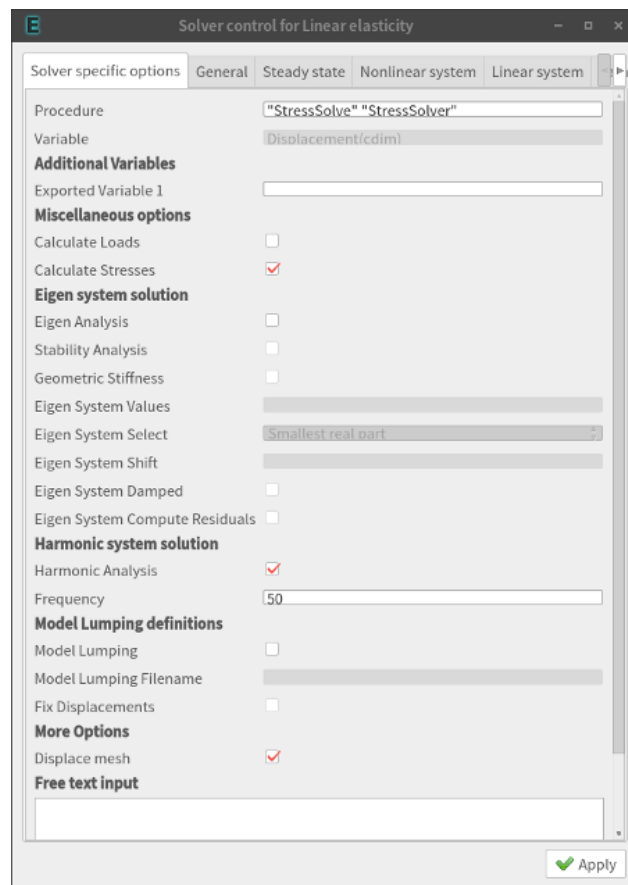 Solver control for Linear elasticity
Solver specific options General Steady state Nonlinear system Linear system
Procedure "StressSolve" "StressSolver"
Variable Displacement(cdim)
Additional Variables
Exported Variable 1
Miscellaneous options
Calculate Loads
Calculate Stresses
Eigen system solution
Eigen Analysis
Stability Analysis
Geometric Stiffness
Eigen System Values
Eigen System Select Smallest real part
Eigen System Shift
Eigen System Damped
Eigen System Compute Residuals
Harmonic system solution
Harmonic Analysis
Frequency 50
Model Lumping definitions
Model Lumping
Model Lumping Filename
Fix Displacements
More Options
Displace mesh
Free text input
Apply